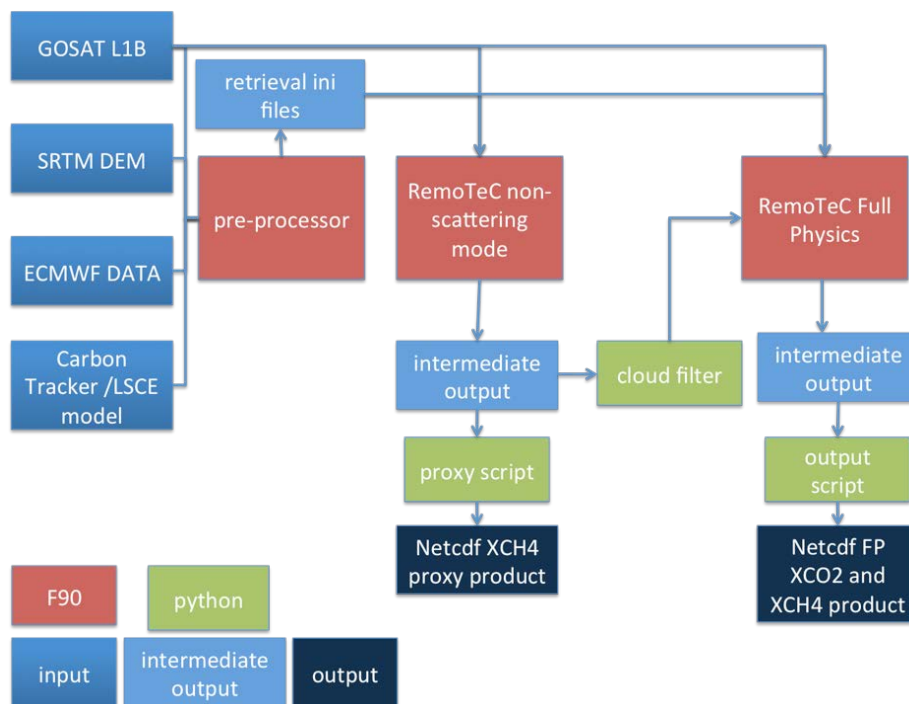 GOSAT L1B
retrieval ini
files
SRTM DEM
pre-processor
RemoTeC non-
scattering
mode
RemoTeC Full
Physics
ECMWF DATA
Carbon
Tracker /LSCE
model
intermediate
output
cloud filter
intermediate
output
proxy script
output
script
Netcdf XCH4
proxy product
Netcdf FP
XCO2 and
XCH4 product
F90
python
input
intermediate
output
output